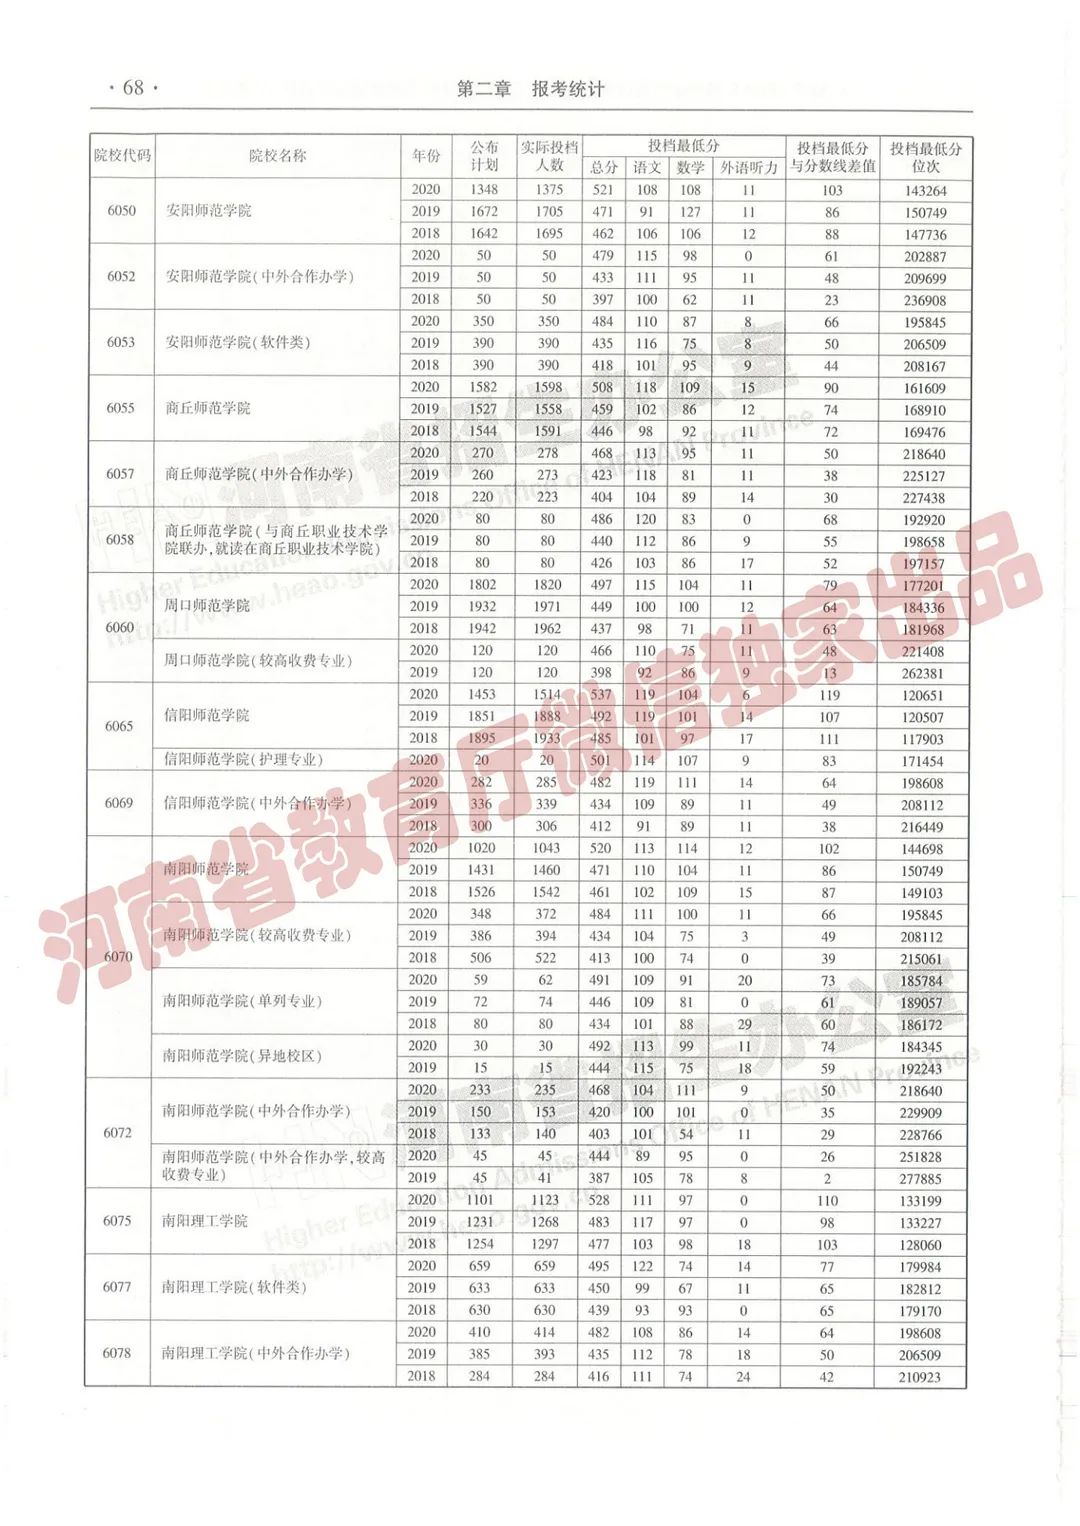 · 68 ·
第二章 报考统计
院校代码 院校名称 年份 公布计划 实际投档人数 投档最低分 投档最低分与分数线差值 投档最低分位次
总分 语文 数学 外语听力
6050 安阳师范学院 2020 1348 1375 521 108 108 11 103 143264
2019 1672 1705 471 91 127 11 86 150749
2018 1642 1695 462 106 106 12 88 147736
6052 安阳师范学院(中外合作办学) 2020 50 50 479 115 98 0 61 202887
2019 50 50 433 111 95 11 48 209699
2018 50 50 397 100 62 11 23 236908
6053 安阳师范学院(软件类) 2020 350 350 484 110 87 8 66 195845
2019 390 390 435 116 75 8 50 206509
2018 390 390 418 101 95 9 44 208167
6055 商丘师范学院 2020 1582 1598 508 118 109 15 90 161609
2019 1527 1558 459 102 86 12 74 168910
2018 1544 1591 446 98 92 11 72 169476
6057 商丘师范学院(中外合作办学) 2020 270 278 468 113 95 11 50 218640
2019 260 273 423 118 81 11 38 225127
2018 220 223 404 104 89 14 30 227438
6058 商丘师范学院(与商丘职业技术学院联办,就读在商丘职业技术学院) 2020 80 80 486 120 83 0 68 192920
2019 80 80 440 112 86 9 55 198658
2018 80 80 426 103 86 17 52 197157
6060 周口师范学院 2020 1802 1820 497 115 104 11 79 177201
2019 1932 1971 449 100 100 12 64 184336
2018 1942 1962 437 98 71 11 63 181968
周口师范学院(较高收费专业) 2020 120 120 466 110 75 11 48 221408
2019 120 120 398 92 86 9 13 262381
6065 信阳师范学院 2020 1453 1514 537 119 104 6 119 120651
2019 1851 1888 492 119 101 14 107 120507
2018 1895 1933 485 101 97 17 111 117903
信阳师范学院(护理专业) 2020 20 20 501 114 107 9 83 171454
6069 信阳师范学院(中外合作办学) 2020 282 285 482 119 111 14 64 198608
2019 336 339 434 109 89 11 49 208112
2018 300 306 412 91 89 11 38 216449
6070 南阳师范学院 2020 1020 1043 520 113 114 12 102 144698
2019 1431 1460 471 110 104 11 86 150749
2018 1526 1542 461 102 109 15 87 149103
南阳师范学院(较高收费专业) 2020 348 372 484 111 100 11 66 195845
2019 386 394 434 104 75 3 49 208112
2018 506 522 413 100 74 0 39 215061
南阳师范学院(单列专业) 2020 59 62 491 109 91 20 73 185784
2019 72 74 446 109 81 0 61 189057
2018 80 80 434 101 88 29 60 186172
南阳师范学院(异地校区) 2020 30 30 492 113 99 11 74 184345
2019 15 15 444 115 75 18 59 192243
6072 南阳师范学院(中外合作办学) 2020 233 235 468 104 111 9 50 218640
2019 150 153 420 100 101 0 35 229909
2018 133 140 403 101 54 11 29 228766
南阳师范学院(中外合作办学,较高收费专业) 2020 45 45 444 89 95 0 26 251828
2019 45 41 387 105 78 8 2 277885
6075 南阳理工学院 2020 1101 1123 528 111 97 0 110 133199
2019 1231 1268 483 117 97 0 98 133227
2018 1254 1297 477 103 98 18 103 128060
6077 南阳理工学院(软件类) 2020 659 659 495 122 74 14 77 179984
2019 633 633 450 99 67 11 65 182812
2018 630 630 439 93 93 0 65 179170
6078 南阳理工学院(中外合作办学) 2020 410 414 482 108 86 14 64 198608
2019 385 393 435 112 78 18 50 206509
2018 284 284 416 111 74 24 42 210923
河南省教育厅微信独家出品
河南省招生办公室
Higher Education Admissions Office of HENAN Province
http://www.heao.gov.cn
河南省招生办公室
Higher Education Admissions Office of HENAN Province
http://www.heao.gov.cn